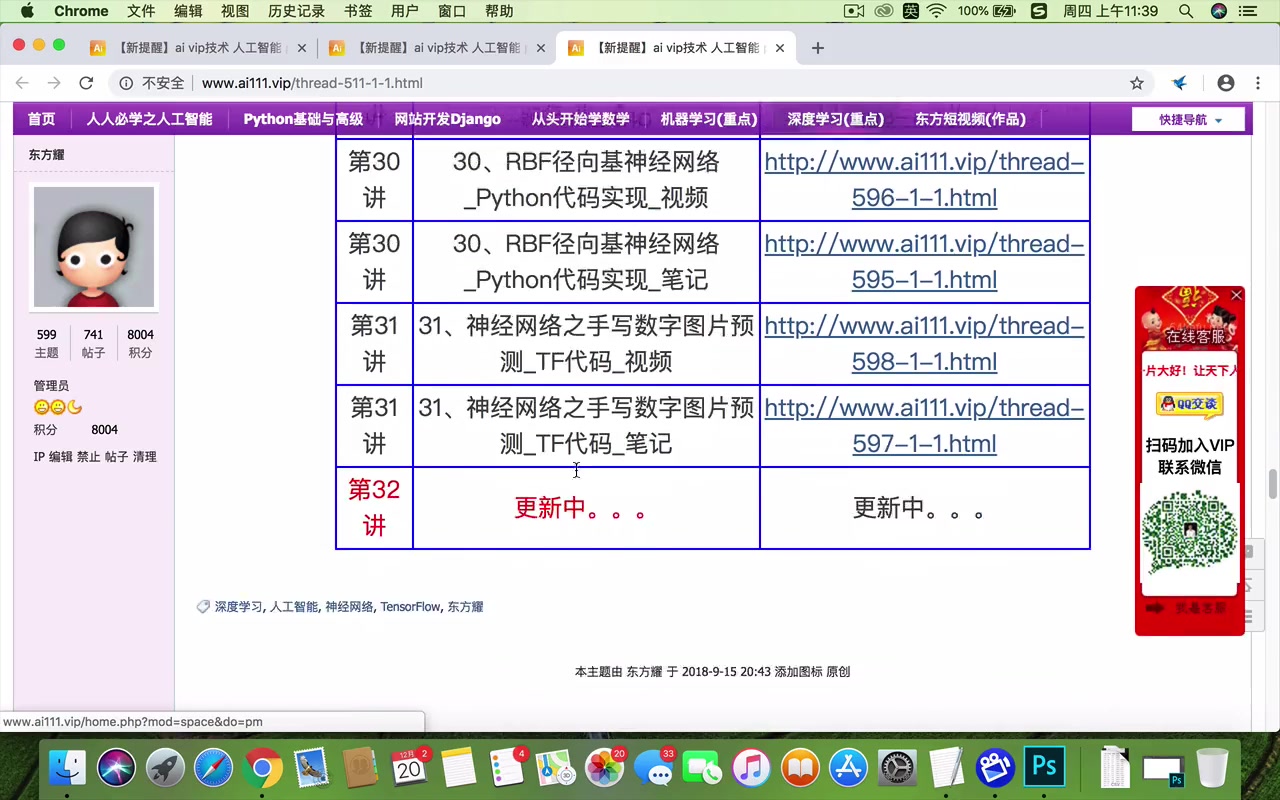 Chrome 文件 编辑 视图 历史记录 书签 用户 窗口 帮助 英 100% 周四 上午11:39
【新提醒】ai vip技术 人工智能 【新提醒】ai vip技术 人工智能 【新提醒】ai vip技术 人工智能
不安全 www.ai111.vip/thread-511-1-1.html
首页 人人必学之人工智能 Python基础与高级 网站开发Django 从头开始学数学 机器学习(重点) 深度学习(重点) 东方短视频(作品) 快捷导航
东方耀
599 741 8004
主题 帖子 积分
管理员
积分 8004
IP 编辑 禁止 帖子 清理
第30
讲
30、RBF径向基神经网络
_Python代码实现_视频
http://www.ai111.vip/thread-
596-1-1.html
第30
讲
30、RBF径向基神经网络
_Python代码实现_笔记
http://www.ai111.vip/thread-
595-1-1.html
第31
讲
31、神经网络之手写数字图片预
测_TF代码_视频
http://www.ai111.vip/thread-
598-1-1.html
第31
讲
31、神经网络之手写数字图片预
测_TF代码_笔记
http://www.ai111.vip/thread-
597-1-1.html
第32
讲
更新中。。。
更新中。。。
深度学习, 人工智能, 神经网络, TensorFlow, 东方耀
本主题由 东方耀 于 2018-9-15 20:43 添加图标 原创
在线客服
片大好！让天下人
QQ交谈
扫码加入VIP
联系微信
www.ai111.vip/home.php?mod=space&do=pm
12月 2
20
4
3D
20
33
Ps
Ps